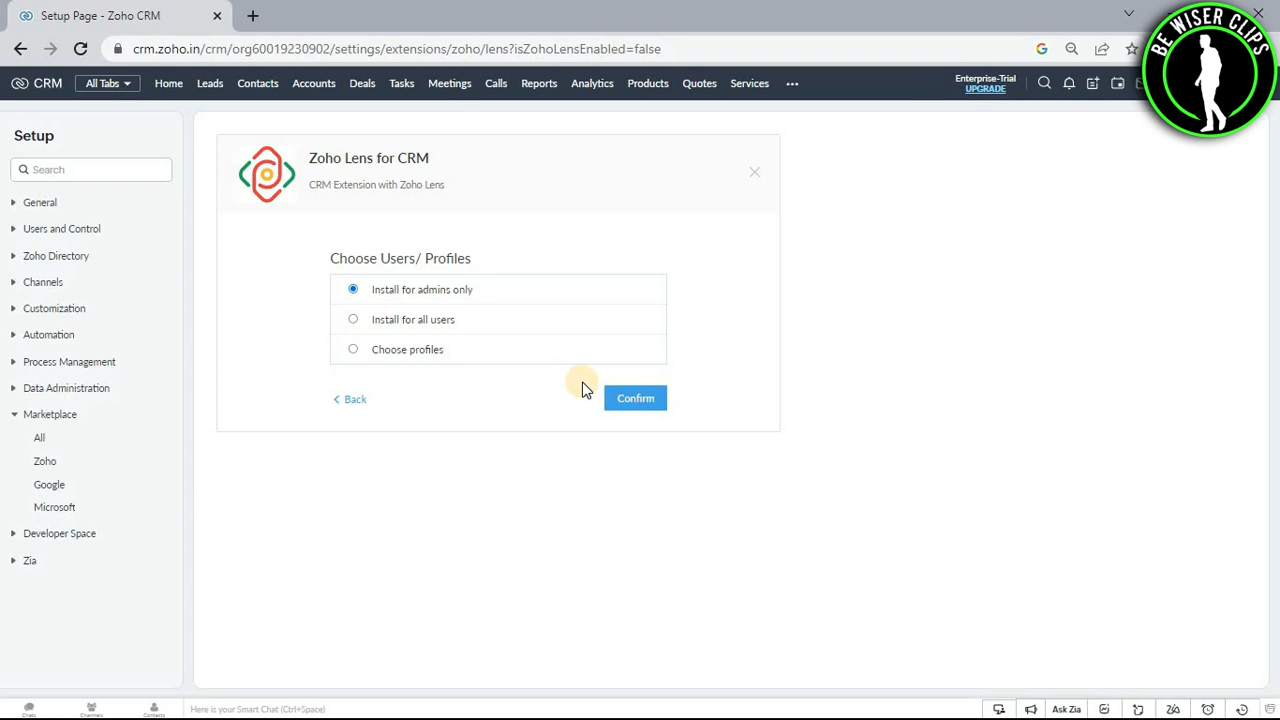 Setup Page - Zoho CRM
crm.zoho.in/crm/org60019230902/settings/extensions/zoho/lens?isZohoLensEnabled=false
BE WISER CLIPS
CRM
All Tabs
Home
Leads
Contacts
Accounts
Deals
Tasks
Meetings
Calls
Reports
Analytics
Products
Quotes
Services
Enterprise-Trial
UPGRADE
Setup
Search
General
Users and Control
Zoho Directory
Channels
Customization
Automation
Process Management
Data Administration
Marketplace
All
Zoho
Google
Microsoft
Developer Space
Zia
Zoho Lens for CRM
CRM Extension with Zoho Lens
Choose Users/ Profiles
Install for admins only
Install for all users
Choose profiles
Back
Confirm
Chats
Channels
Contacts
Here is your Smart Chat (Ctrl+Space)
Ask Zia